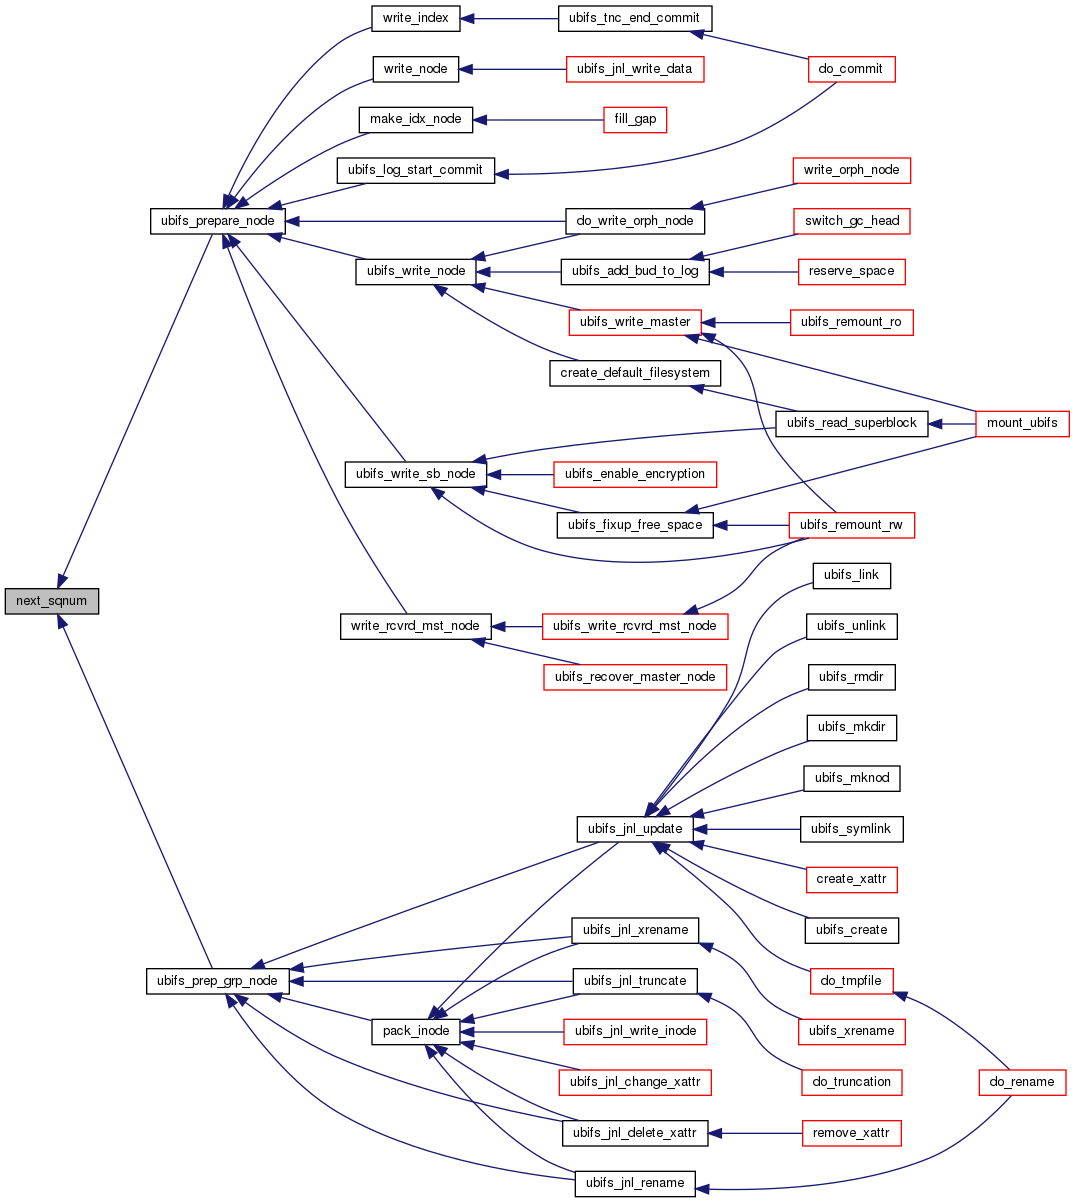 write_index
ubifs_tnc_end_commit
write_node
ubifs_jnl_write_data
do_commit
make_idx_node
fill_gap
ubifs_log_start_commit
write_orph_node
ubifs_prepare_node
do_write_orph_node
switch_gc_head
ubifs_write_node
ubifs_add_bud_to_log
reserve_space
ubifs_write_master
ubifs_remount_ro
create_default_filesystem
ubifs_read_superblock
mount_ubifs
ubifs_write_sb_node
ubifs_enable_encryption
ubifs_fixup_free_space
ubifs_remount_rw
ubifs_link
next_sqnum
write_rcvrd_mst_node
ubifs_write_rcvrd_mst_node
ubifs_unlink
ubifs_recover_master_node
ubifs_rmdir
ubifs_mkdir
ubifs_mknod
ubifs_jnl_update
ubifs_symlink
create_xattr
ubifs_jnl_xrename
ubifs_create
ubifs_prep_grp_node
ubifs_jnl_truncate
do_tmpfile
pack_inode
ubifs_jnl_write_inode
ubifs_xrename
ubifs_jnl_change_xattr
do_truncation
do_rename
ubifs_jnl_delete_xattr
remove_xattr
ubifs_jnl_rename